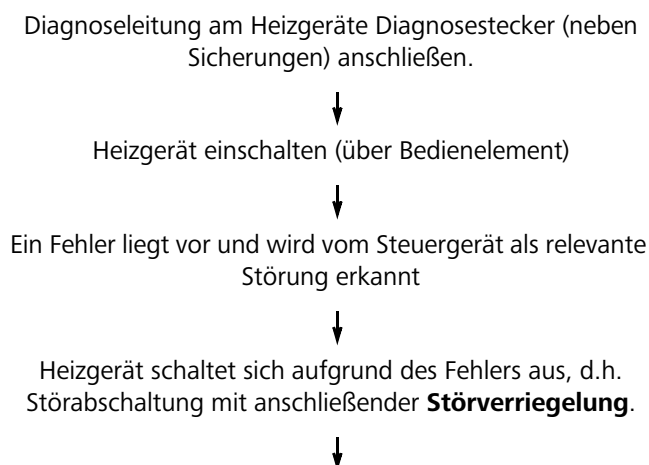 Diagnoseleitung am Heizgeräte Diagnosestecker (neben
Sicherungen) anschließen.
Heizgerät einschalten (über Bedienelement)
Ein Fehler liegt vor und wird vom Steuergerät als relevante
Störung erkannt
Heizgerät schaltet sich aufgrund des Fehlers aus, d.h.
Störabschaltung mit anschließender Störverriegelung.